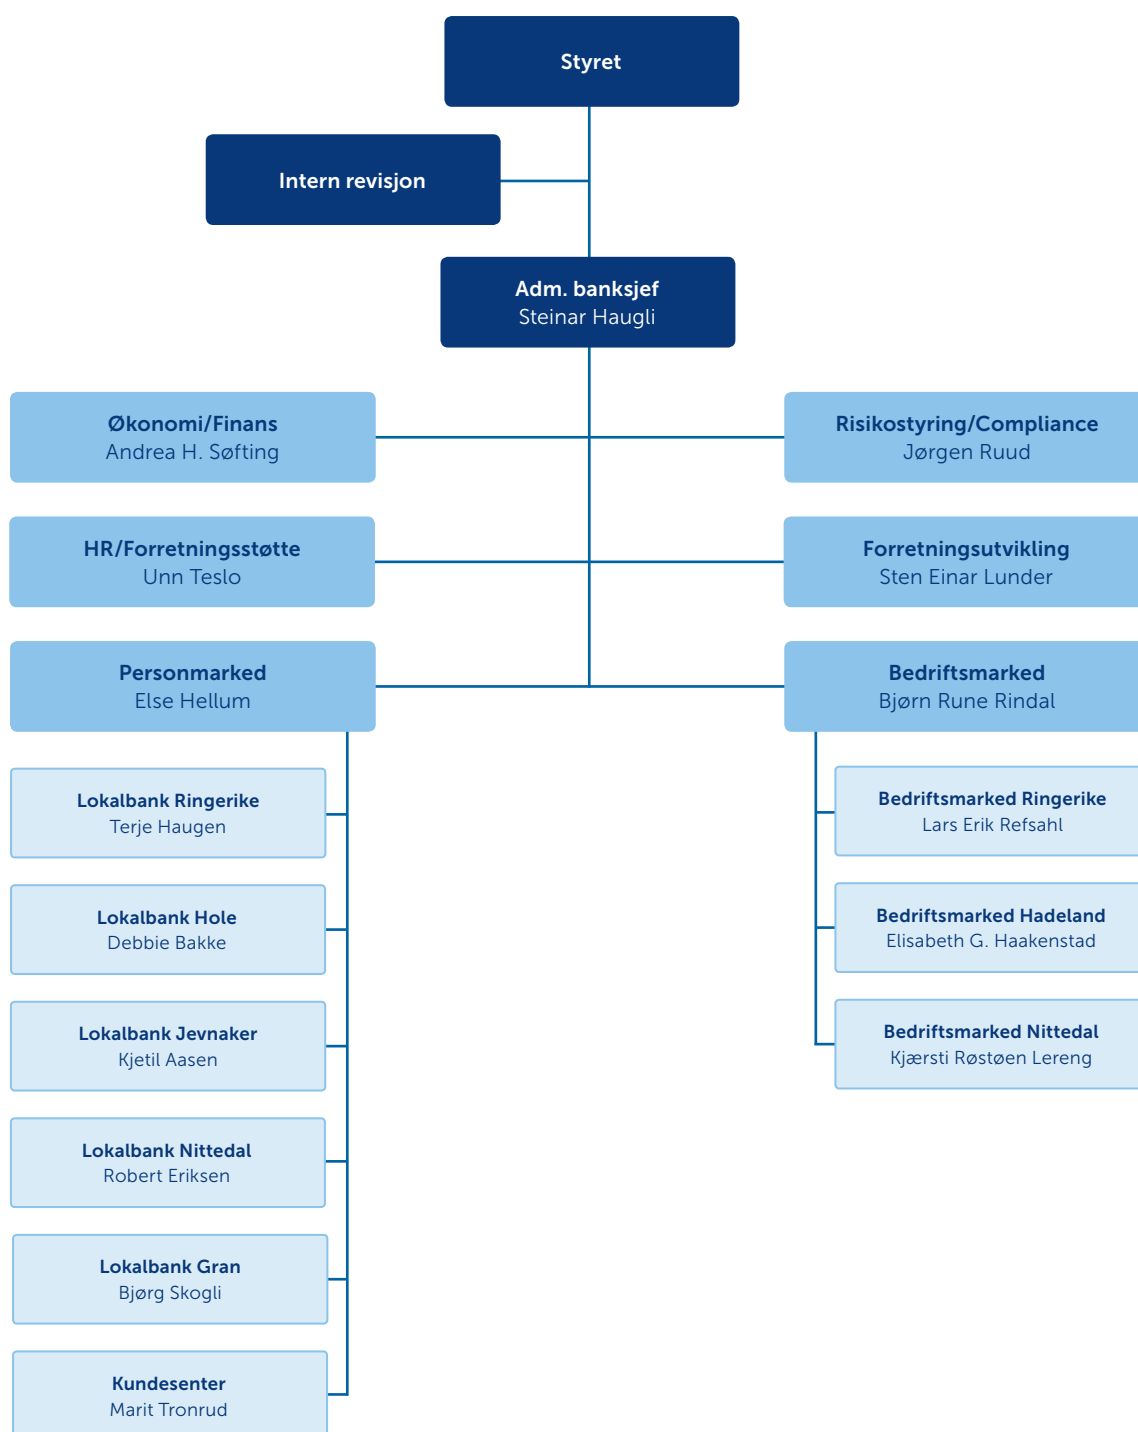 Styret
Intern revisjon
Adm. banksjef
Steinar Haugli
Økonomi/Finans
Andrea H. Søfting
Risikostyring/Compliance
Jørgen Ruud
HR/Forretningsstøtte
Unn Teslo
Forretningsutvikling
Sten Einar Lunder
Personmarked
Else Hellum
Bedriftsmarked
Bjørn Rune Rindal
Lokalbank Ringerike
Terje Haugen
Lokalbank Hole
Debbie Bakke
Lokalbank Jevnaker
Kjetil Aasen
Lokalbank Nittedal
Robert Eriksen
Lokalbank Gran
Bjørg Skogli
Kundesenter
Marit Tronrud
Bedriftsmarked Ringerike
Lars Erik Refsahl
Bedriftsmarked Hadeland
Elisabeth G. Haakenstad
Bedriftsmarked Nittedal
Kjærsti Røstøen Lereng